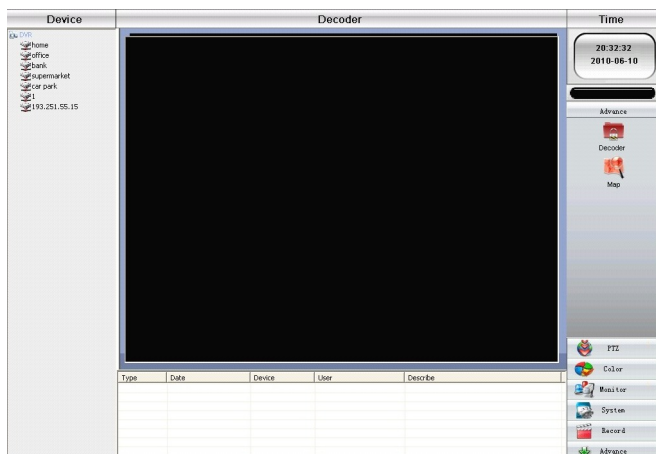 Device
Decoder
Time
DVR
home
office
bank
supermarket
car park
1
193.251.55.15
20:32:32
2010-06-10
Advance
Decoder
Map
PTZ
Color
Monitor
System
Record
Advance
Type Date Device User Describe